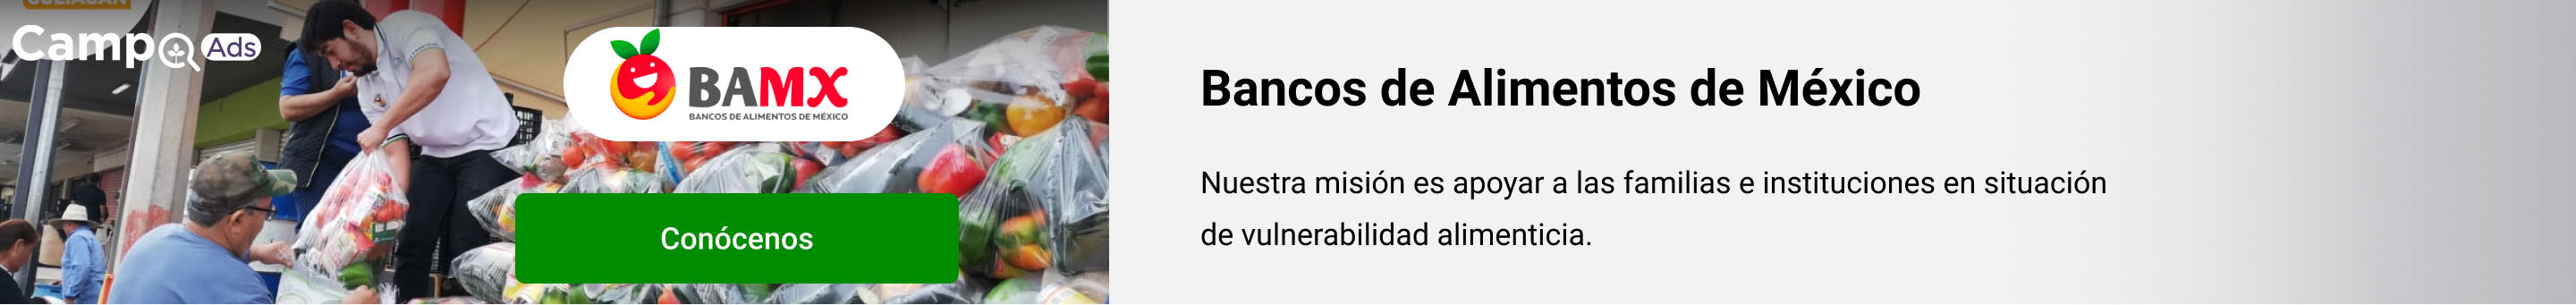 CULIACÁN
Camp Ads
BAMX
BANCOS DE ALIMENTOS DE MÉXICO
Conócenos
Bancos de Alimentos de México
Nuestra misión es apoyar a las familias e instituciones en situación
de vulnerabilidad alimenticia.